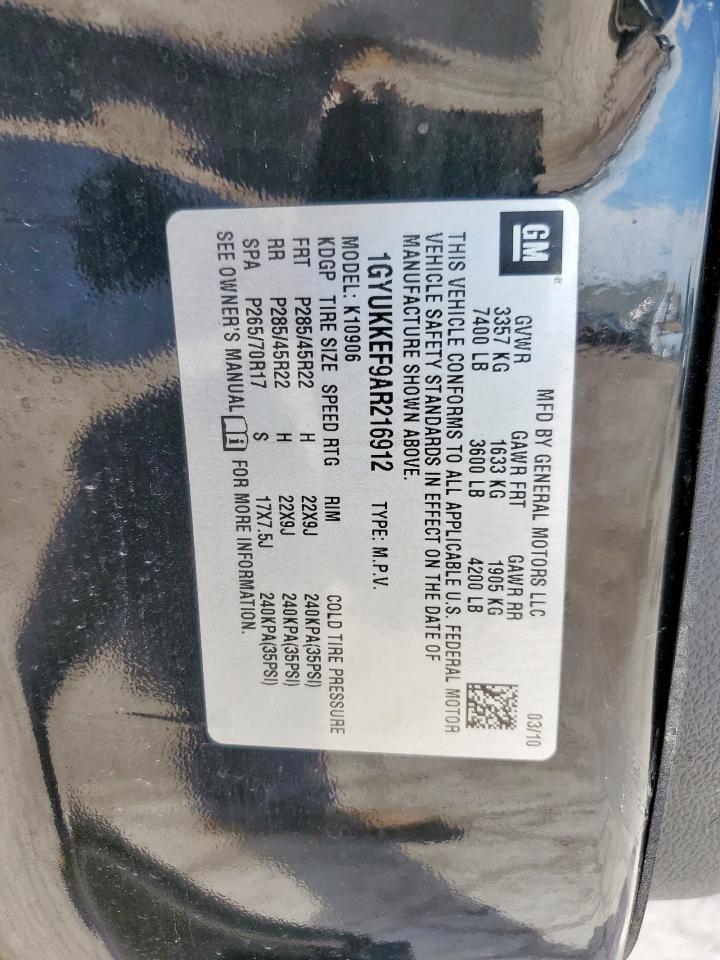 GM®
MFD BY GENERAL MOTORS LLC 03/10
GVWR GAWR FRT GAWR RR
3357 KG 1633 KG 1905 KG
7400 LB 3600 LB 4200 LB
THIS VEHICLE CONFORMS TO ALL APPLICABLE U.S. FEDERAL MOTOR
VEHICLE SAFETY STANDARDS IN EFFECT ON THE DATE OF
MANUFACTURE SHOWN ABOVE.
1GYUKKEF9AR216912 TYPE: M.P.V.
MODEL: K10906
KDGP TIRE SIZE SPEED RTG RIM COLD TIRE PRESSURE
FRT P285/45R22 H 22X9J 240KPA(35PSI)
RR P285/45R22 H 22X9J 240KPA(35PSI)
SPA P265/70R17 S 17X7.5J 240KPA(35PSI)
SEE OWNER'S MANUAL FOR MORE INFORMATION.